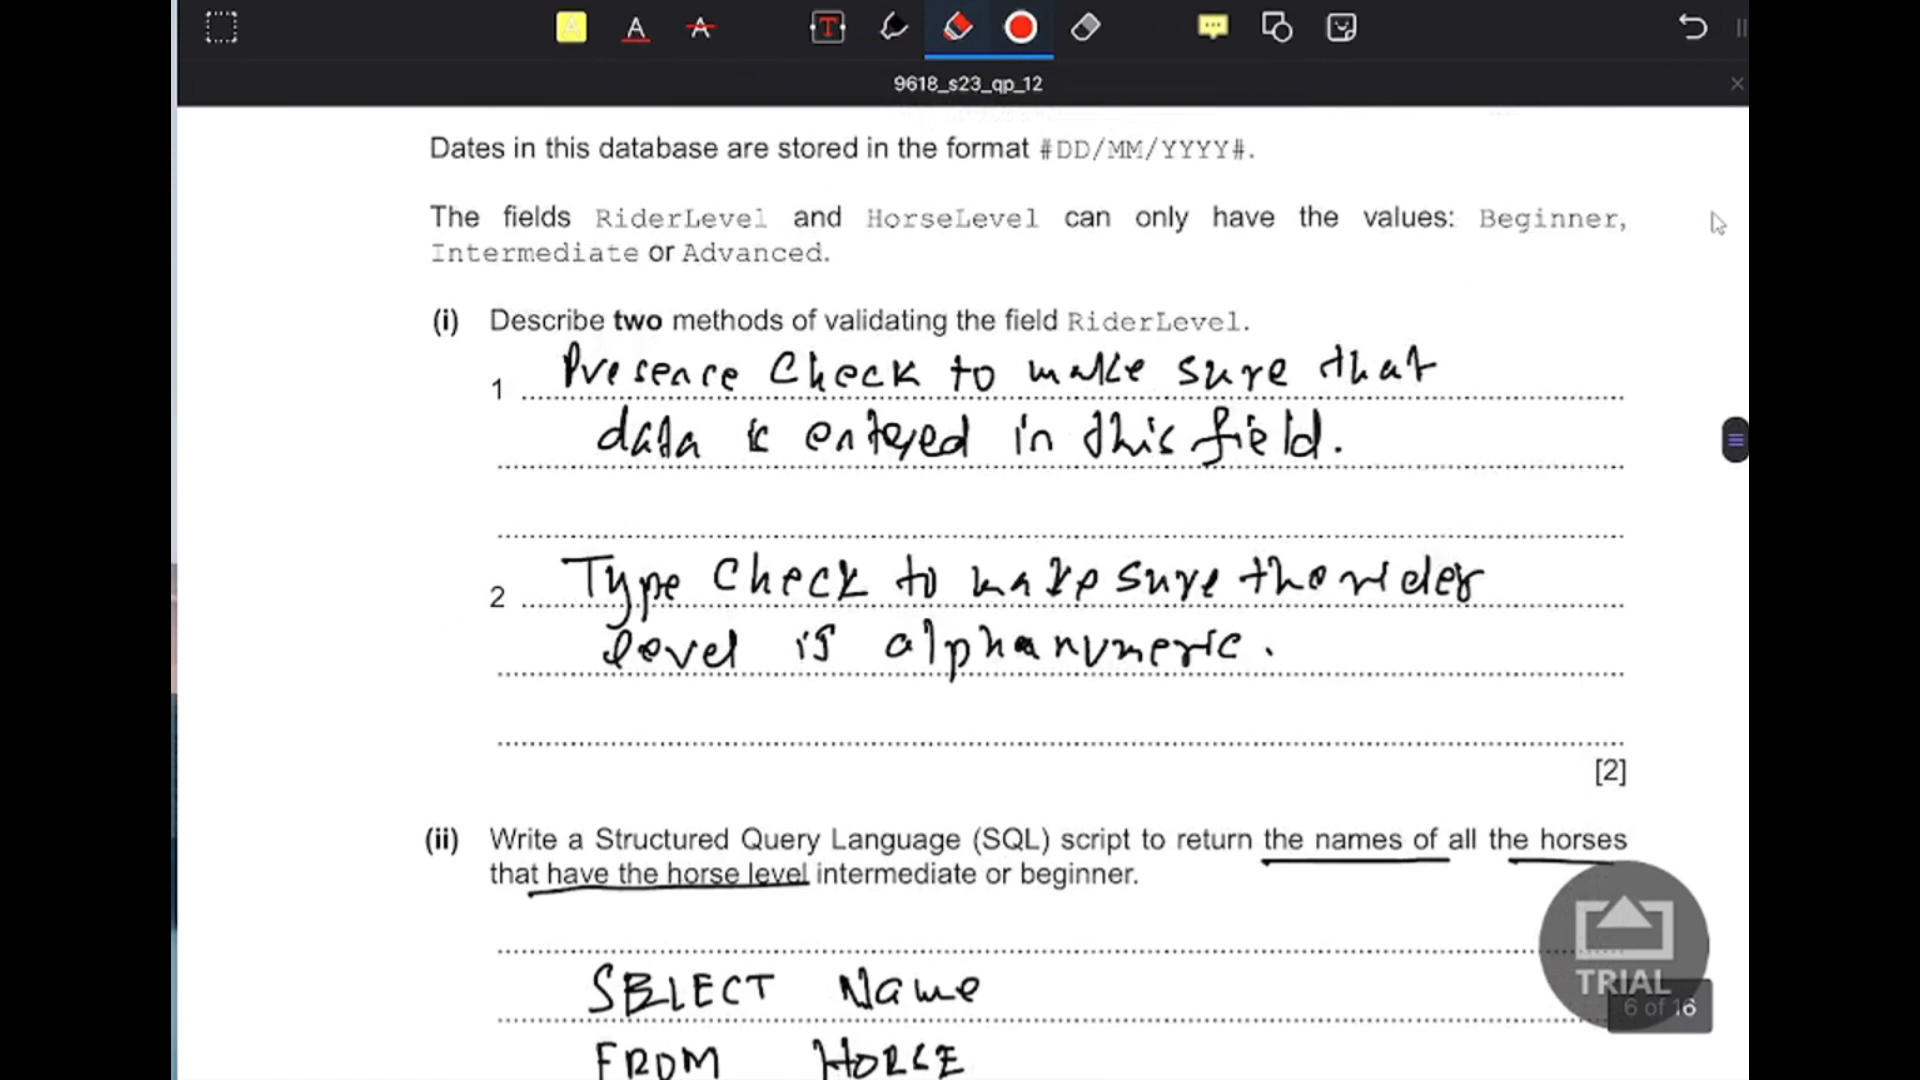 9618_s23_qp_12
Dates in this database are stored in the format #DD/MM/YYYY#.
The fields RiderLevel and HorseLevel can only have the values: Beginner,
Intermediate or Advanced.
(i) Describe two methods of validating the field RiderLevel.
1 Presence Check to make sure that
data is entered in this field.
2 Type Check to make sure the rider
level is alphanumeric.
[2]
(ii) Write a Structured Query Language (SQL) script to return the names of all the horses
that have the horse level intermediate or beginner.
SELECT Name
FROM HORSE
TRIAL
6 of 16